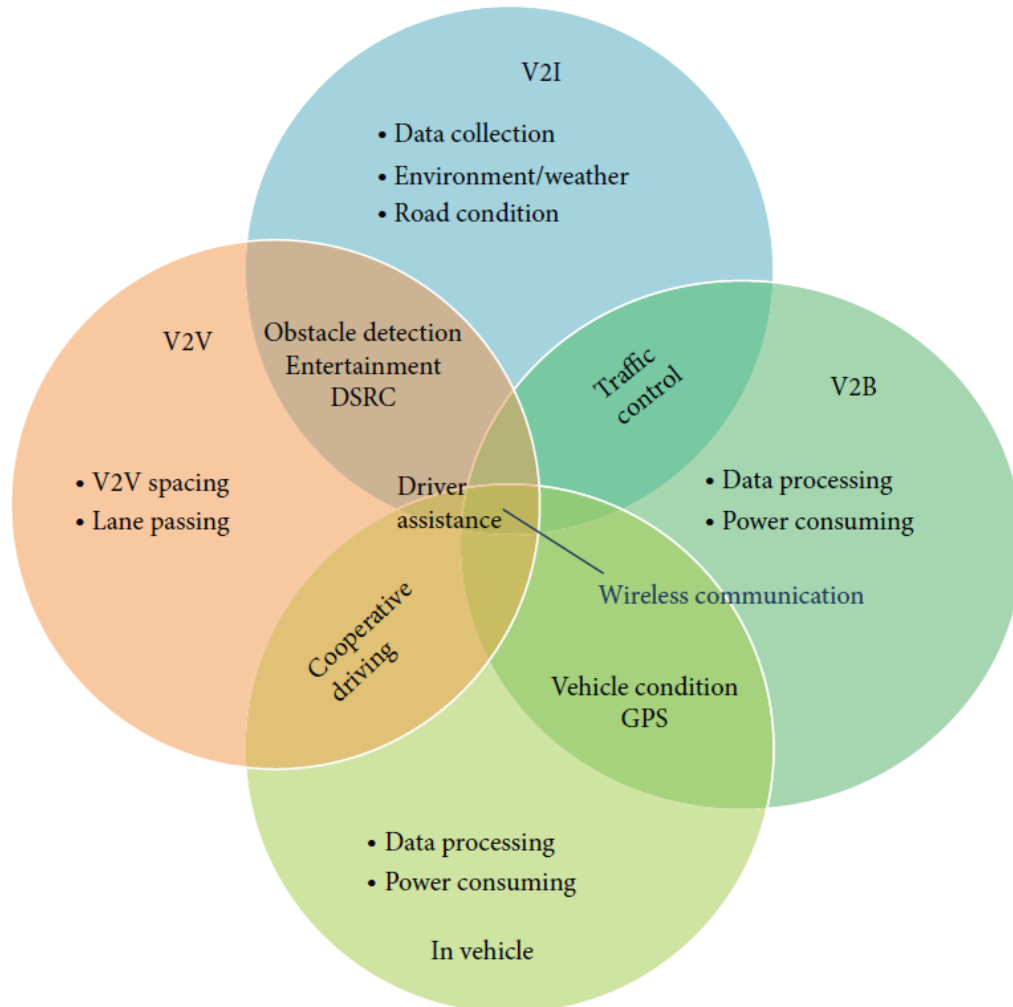 V2I
• Data collection
• Environment/weather
• Road condition
V2V
Obstacle detection
Entertainment
DSRC
Traffic
control
V2B
• V2V spacing
• Lane passing
Driver
assistance
• Data processing
• Power consuming
Wireless communication
Cooperative
driving
Vehicle condition
GPS
• Data processing
• Power consuming
In vehicle